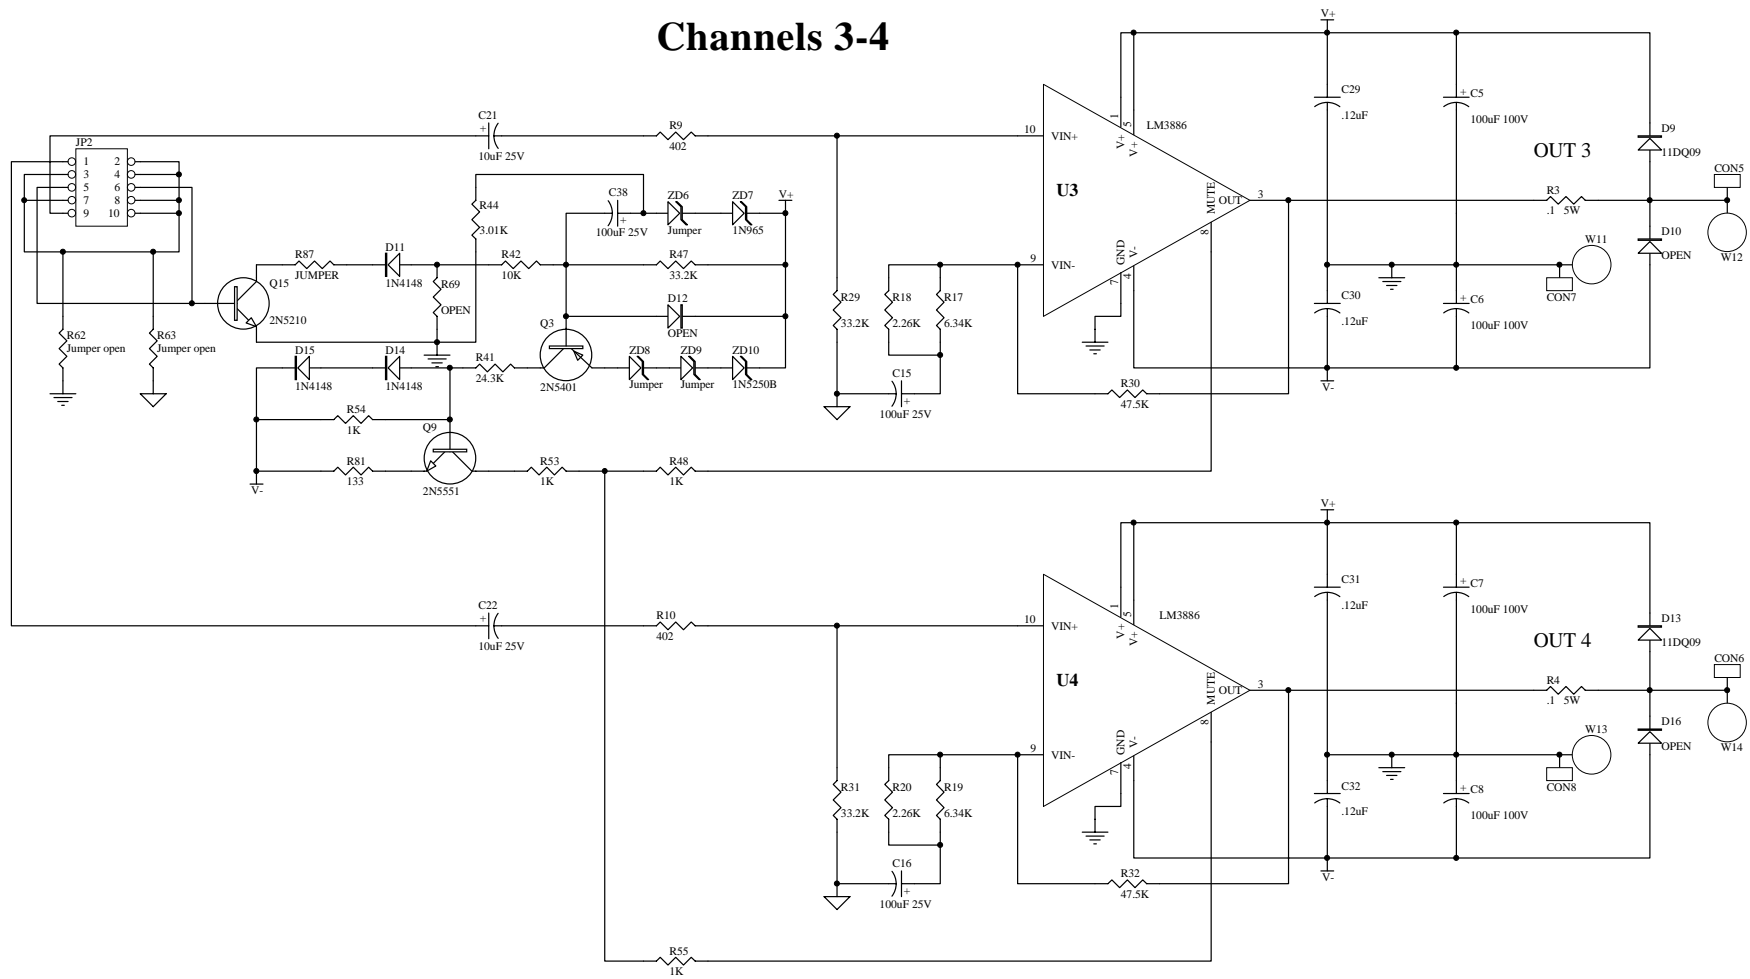 Channels 3-4
V+
C29
.12uF
+ C5
100uF 100V
D9
11DQ09
OUT 3
CON5
C21
+
10uF 25V
R9
402
10
VIN+
1
V+
5
V+
LM3886
U3
MUTE
OUT
3
8
R3
.1 5W
D10
OPEN
W12
W11
CON7
JP2
1 2
3 4
5 6
7 8
9 10
R44
3.01K
C38
+
100uF 25V
ZD6
Jumper
ZD7
1N965
V+
R87
JUMPER
D11
1N4148
R42
10K
R47
33.2K
R69
OPEN
Q15
2N5210
D12
OPEN
9
VIN-
GND
7
V-
4
R29
33.2K
R18
2.26K
R17
6.34K
C30
.12uF
+ C6
100uF 100V
R62
Jumper open
R63
Jumper open
D15
1N4148
D14
1N4148
R41
24.3K
Q3
2N5401
ZD8
Jumper
ZD9
Jumper
ZD10
1N5250B
C15
+
100uF 25V
R30
47.5K
V-
R54
1K
Q9
2N5551
R81
133
V-
R53
1K
R48
1K
V+
C31
.12uF
+ C7
100uF 100V
D13
11DQ09
OUT 4
CON6
C22
+
10uF 25V
R10
402
10
VIN+
1
V+
5
V+
LM3886
U4
MUTE
OUT
3
8
R4
.1 5W
D16
OPEN
W14
W13
CON8
9
VIN-
GND
7
V-
4
R31
33.2K
R20
2.26K
R19
6.34K
C32
.12uF
+ C8
100uF 100V
C16
+
100uF 25V
R32
47.5K
V-
R55
1K